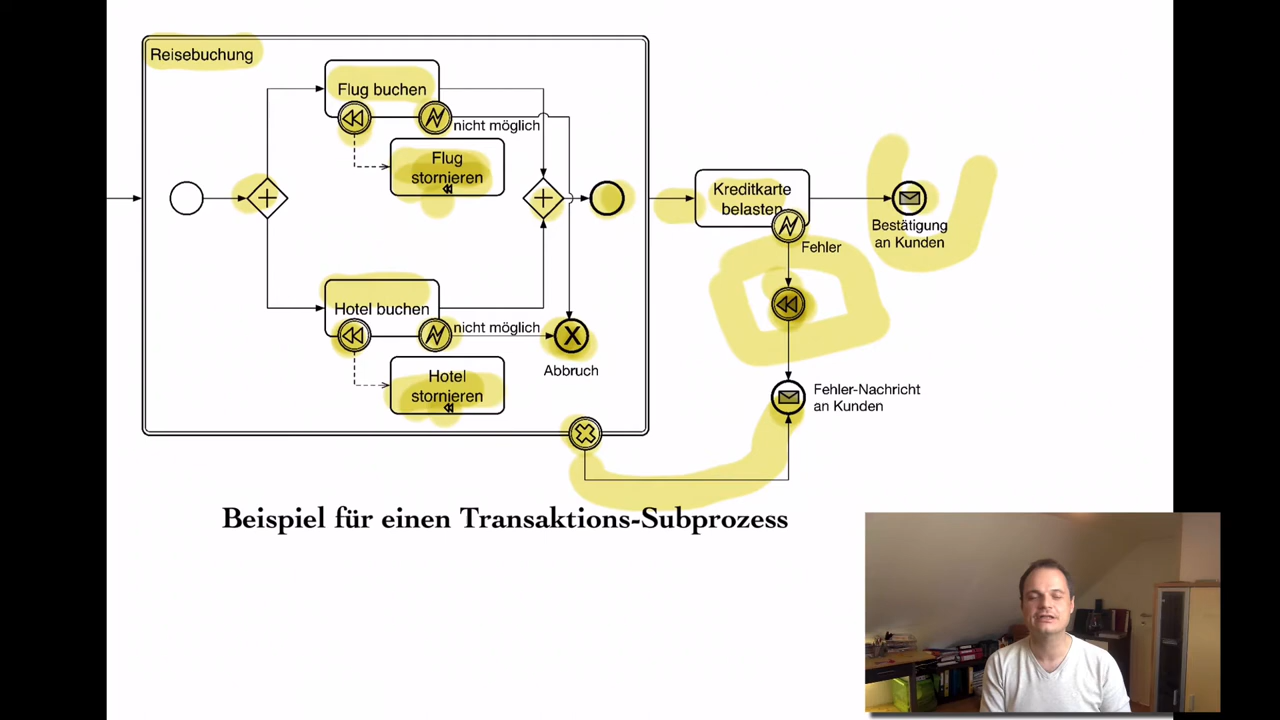 Reisebuchung
Flug buchen
nicht möglich
Flug
stornieren
Hotel buchen
nicht möglich
Hotel
stornieren
X
Abbruch
Kreditkarte
belasten
Fehler
Bestätigung
an Kunden
Fehler-Nachricht
an Kunden
Beispiel für einen Transaktions-Subprozess